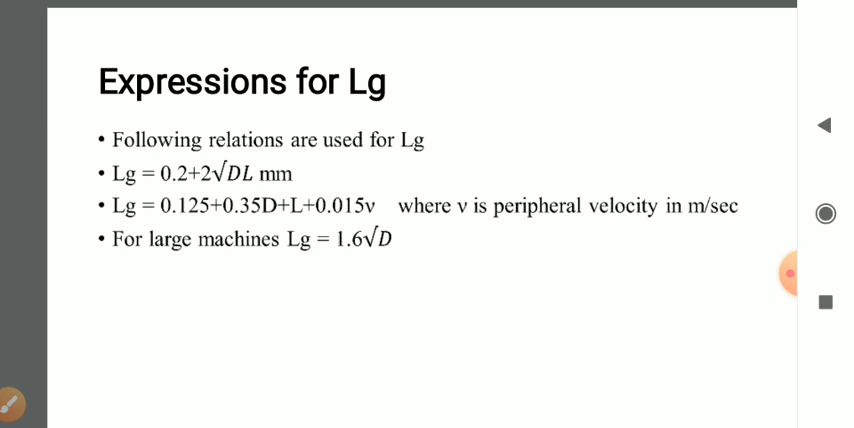 Expressions for Lg
• Following relations are used for Lg
• Lg = 0.2+2√DL mm
• Lg = 0.125+0.35D+L+0.015v where v is peripheral velocity in m/sec
• For large machines Lg = 1.6√D